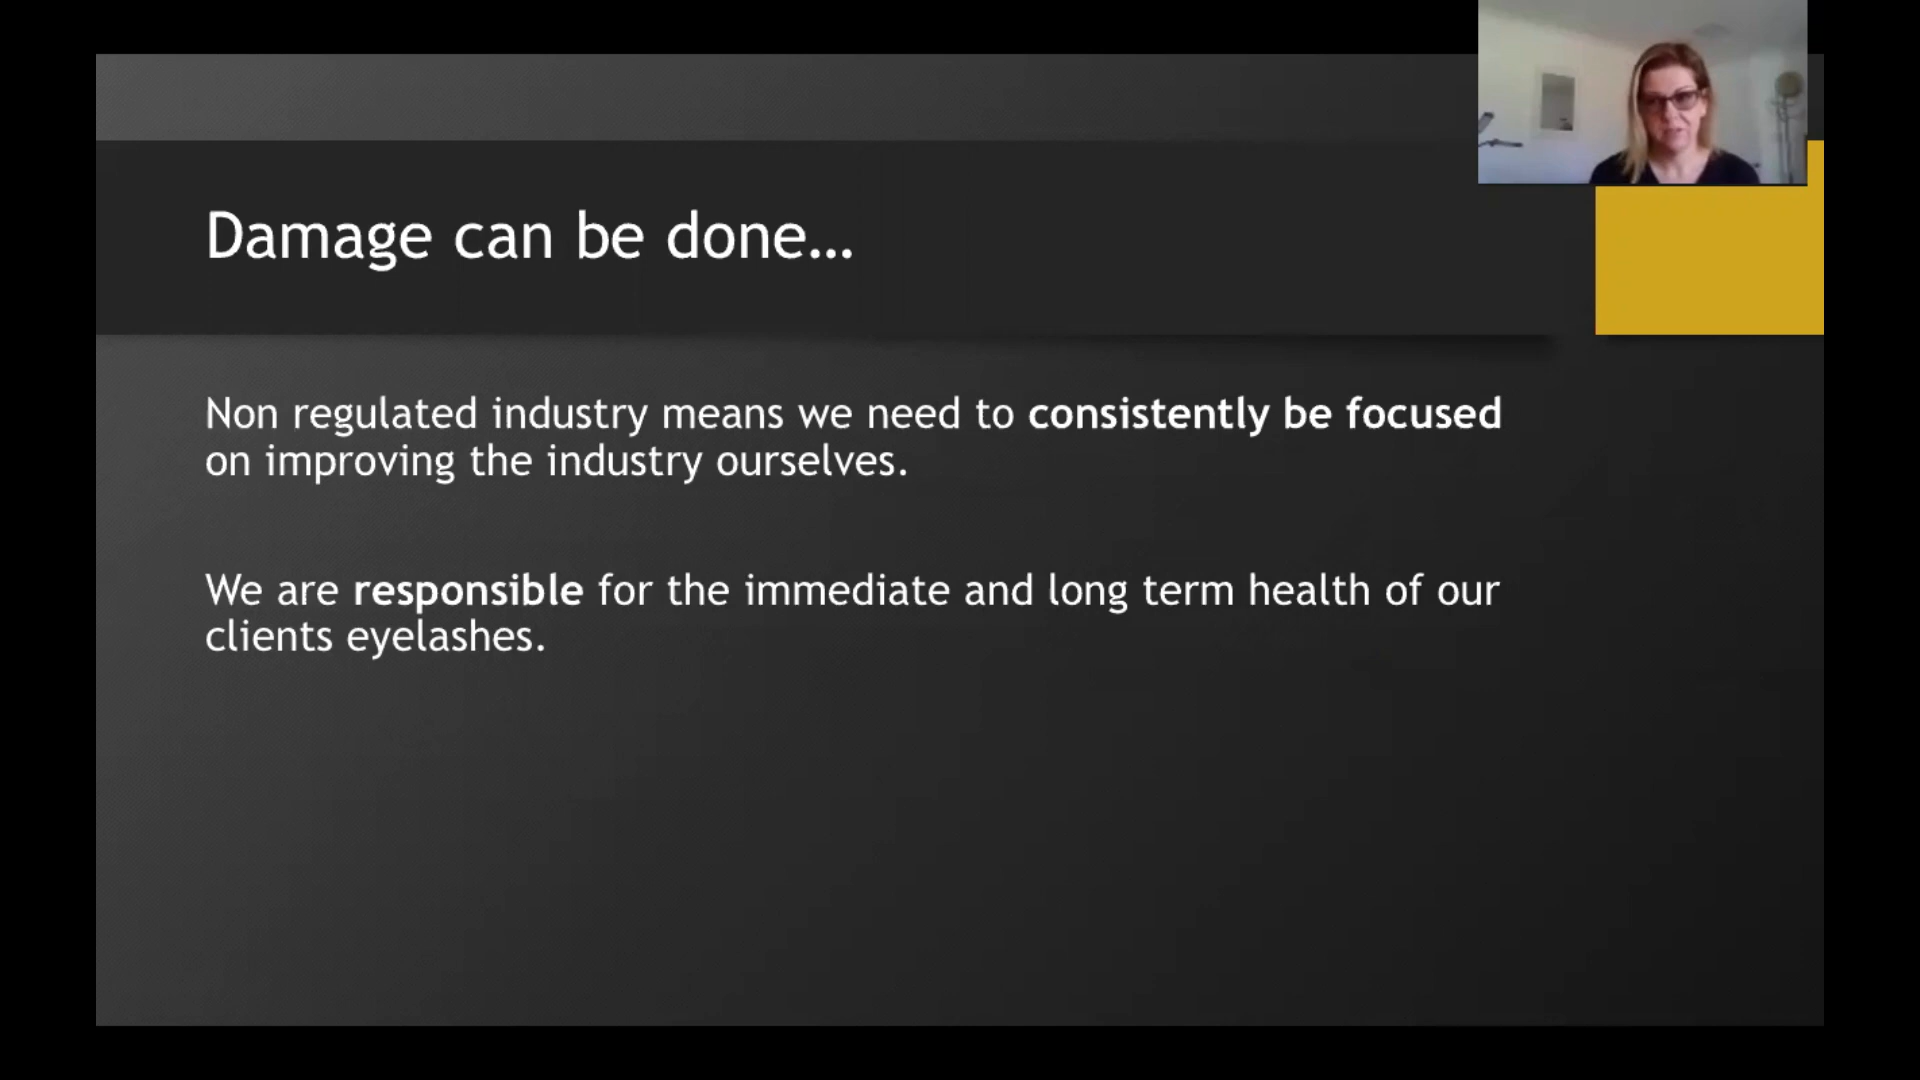 Damage can be done...
Non regulated industry means we need to consistently be focused
on improving the industry ourselves.
We are responsible for the immediate and long term health of our
clients eyelashes.